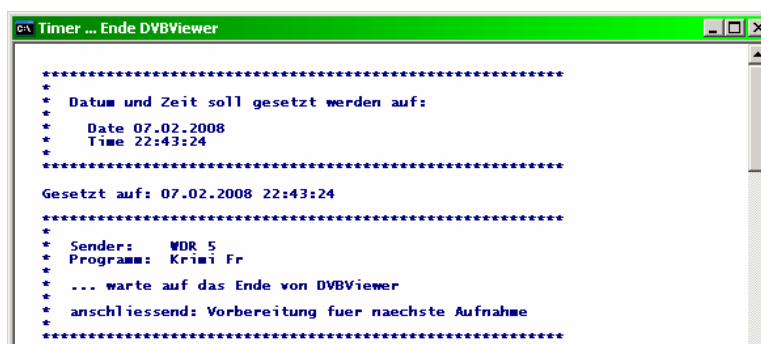 Timer ... Ende DVBViewer
*********************************************************
*
* Datum und Zeit soll gesetzt werden auf:
*
* Date 07.02.2008
* Time 22:43:24
*
*********************************************************
Gesetzt auf: 07.02.2008 22:43:24
*********************************************************
*
* Sender: WDR 5
* Programm: Krimi Fr
*
* ... warte auf das Ende von DVBViewer
*
* anschliessend: Vorbereitung fuer naechste Aufnahme
*
*********************************************************